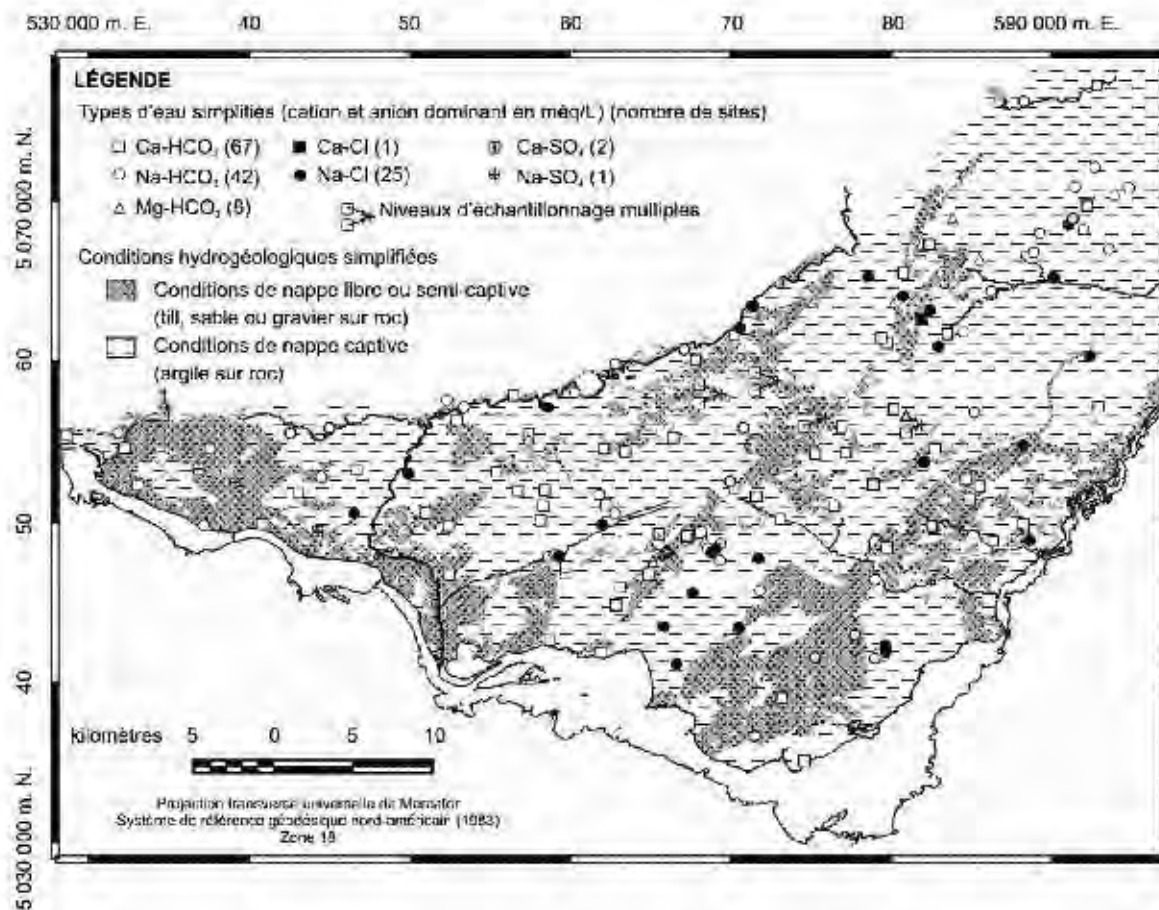 530 000 m. E. 40 50 60 70 80 590 000 m. E.
LÉGENDE
Types d'eau simplifiés (cation et anion dominant en méq/L) (nombre de sites)
Ca-HCO₃ (67) Ca-Cl (1) Ca-SO₄ (2)
Na-HCO₃ (42) Na-Cl (25) Na-SO₄ (1)
Mg-HCO₃ (6) Niveaux d'échantillonnage multiples
Conditions hydrogéologiques simplifiées
Conditions de nappe libre ou semi-captive
(till, sable ou gravier sur roc)
Conditions de nappe captive
(argile sur roc)
5 070 000 m. N.
60
50
40
5 030 000 m. N.
kilomètres 5 0 5 10
Projection transverse universelle de Mercator
Système de référence géodésique nord-américain (1983)
Zone 18